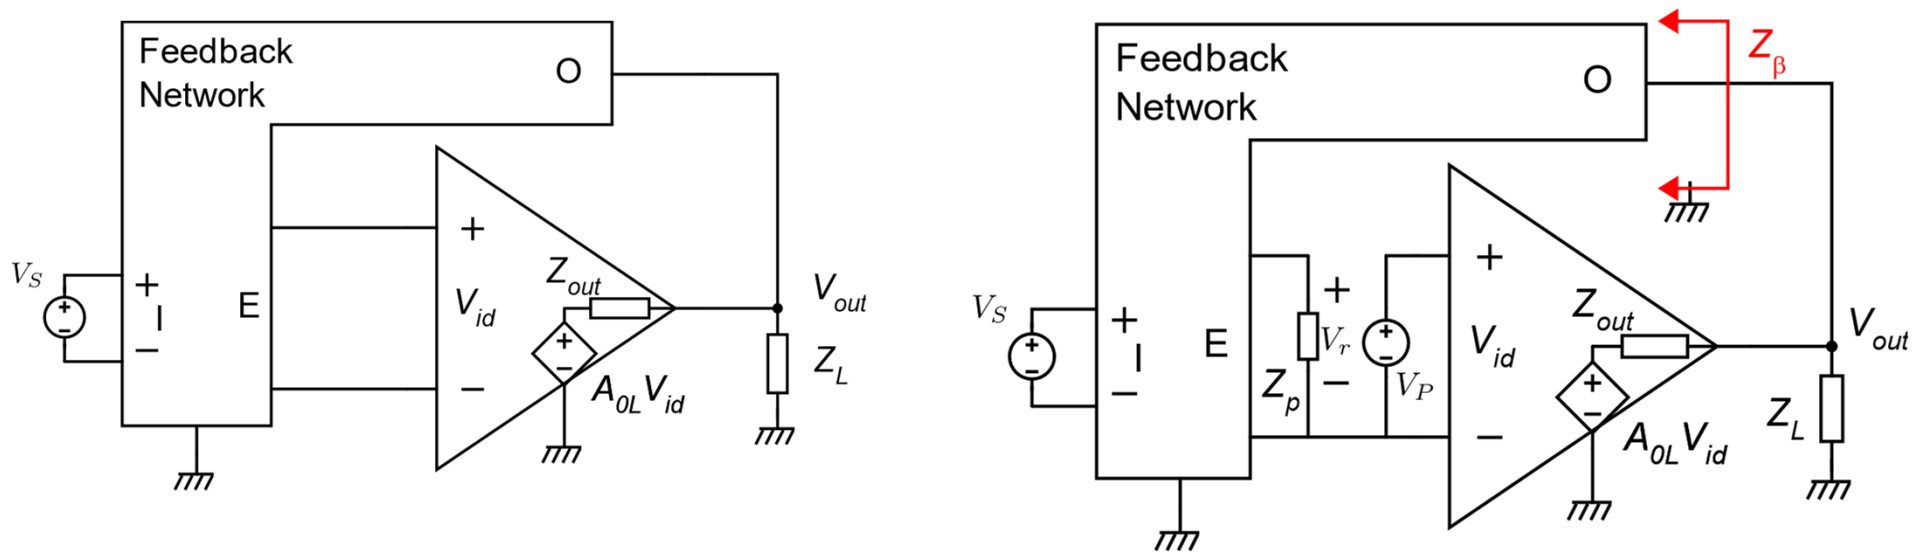 Feedback
Network
O
V_S
+
-
I
E
+
V_id
-
Z_out
+
-
A_0L V_id
V_out
Z_L
+
-
Feedback
Network
O
Z_β
V_S
+
-
I
E
+
-
Z_p
+
V_r
-
+
-
V_P
+
V_id
-
Z_out
+
-
A_0L V_id
V_out
Z_L
+
-